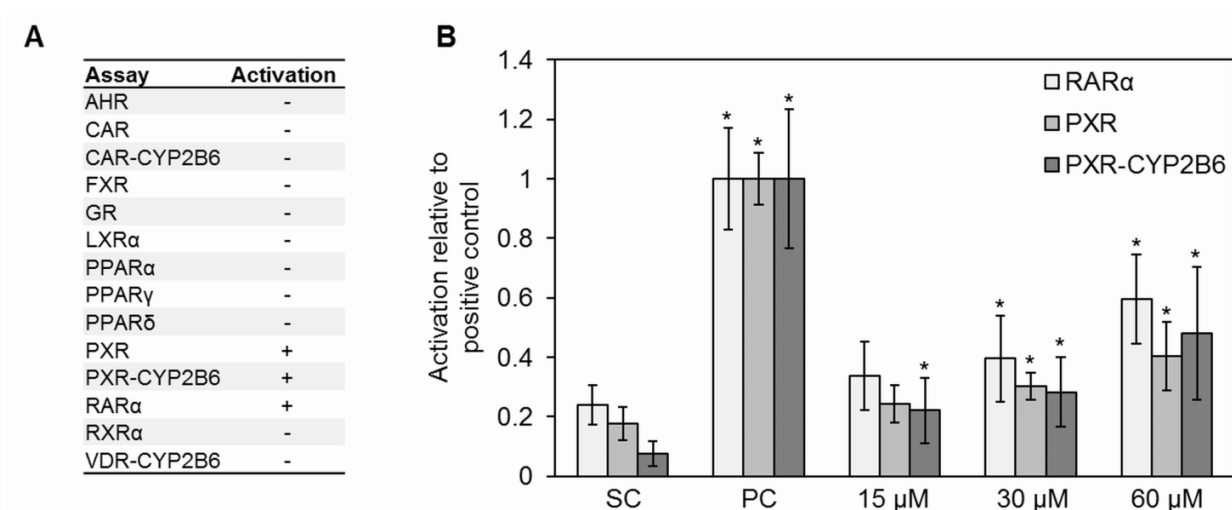 A
Assay Activation
AHR -
CAR -
CAR-CYP2B6 -
FXR -
GR -
LXRα -
PPARα -
PPARγ -
PPARδ -
PXR +
PXR-CYP2B6 +
RARα +
RXRα -
VDR-CYP2B6 -
B
Activation relative to
positive control
1.4
1.2
1
0.8
0.6
0.4
0.2
0
RARα
PXR
PXR-CYP2B6
* * *
*
* * *
* * *
SC PC 15 µM 30 µM 60 µM